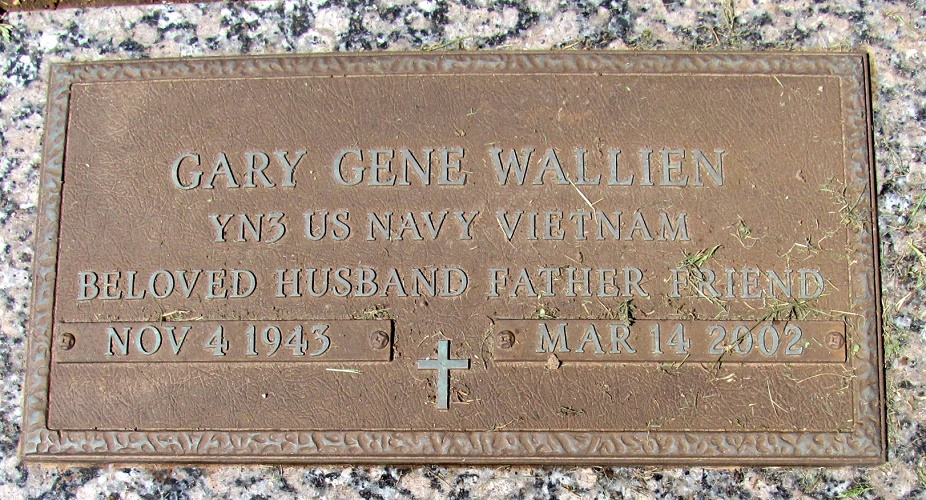 GARY GENE WALLIEN
YN3 US NAVY VIETNAM
BELOVED HUSBAND FATHER FRIEND
NOV 4 1943 MAR 14 2002